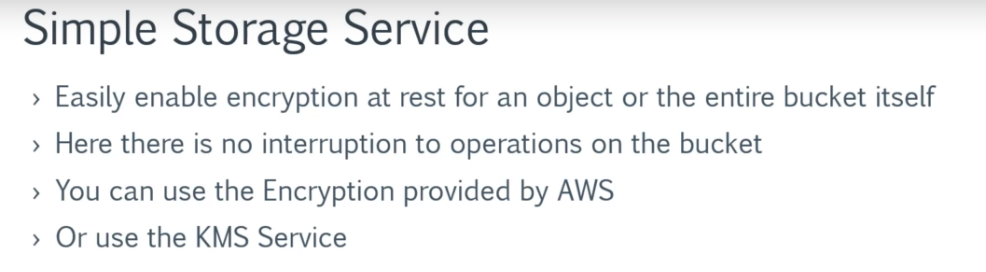 Simple Storage Service
› Easily enable encryption at rest for an object or the entire bucket itself
› Here there is no interruption to operations on the bucket
› You can use the Encryption provided by AWS
› Or use the KMS Service